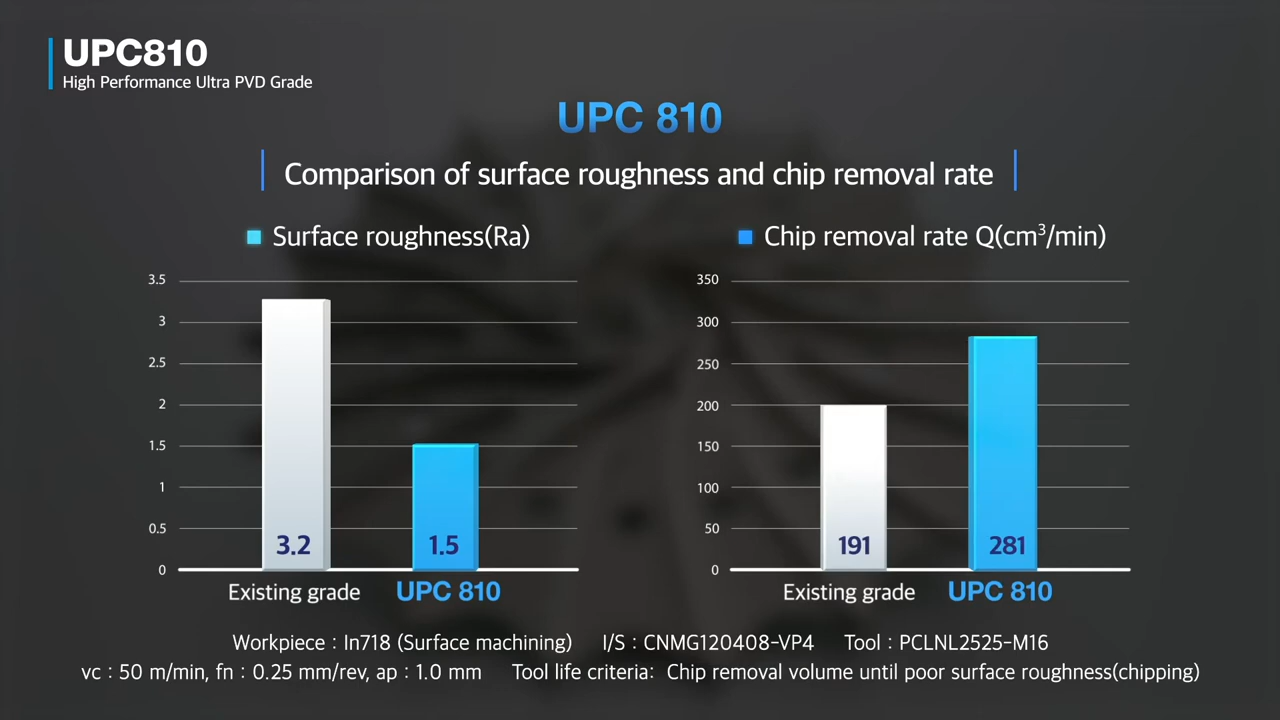 UPC810
High Performance Ultra PVD Grade
UPC 810
Comparison of surface roughness and chip removal rate
Surface roughness(Ra)
3.5
3
2.5
2
1.5
1
0.5
0
3.2
1.5
Existing grade
UPC 810
Chip removal rate Q(cm³/min)
350
300
250
200
150
100
50
0
191
281
Existing grade
UPC 810
Workpiece : In718 (Surface machining) I/S : CNMG120408-VP4 Tool : PCLNL2525-M16
vc : 50 m/min, fn : 0.25 mm/rev, ap : 1.0 mm Tool life criteria: Chip removal volume until poor surface roughness(chipping)